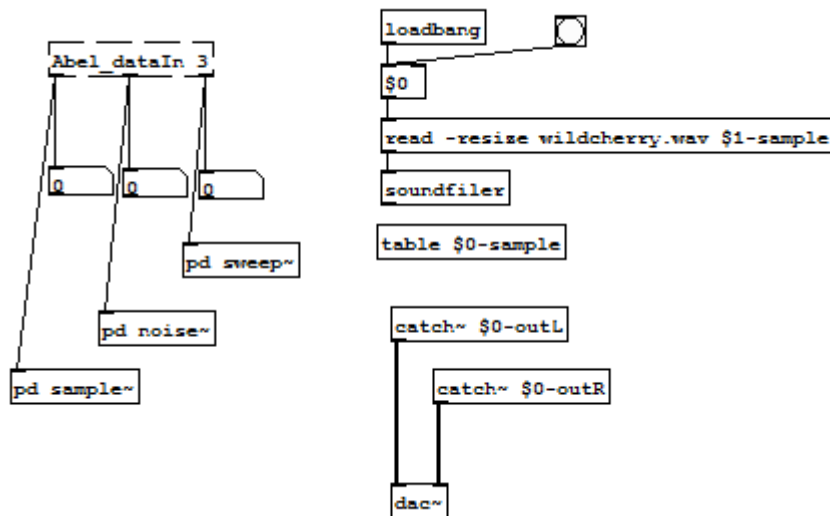 loadbang
Abel_dataIn 3
$0
read -resize wildcherry.wav $1-sample
0
0
0
soundfiler
table $0-sample
pd sweep~
pd noise~
catch~ $0-outL
pd sample~
catch~ $0-outR
dac~